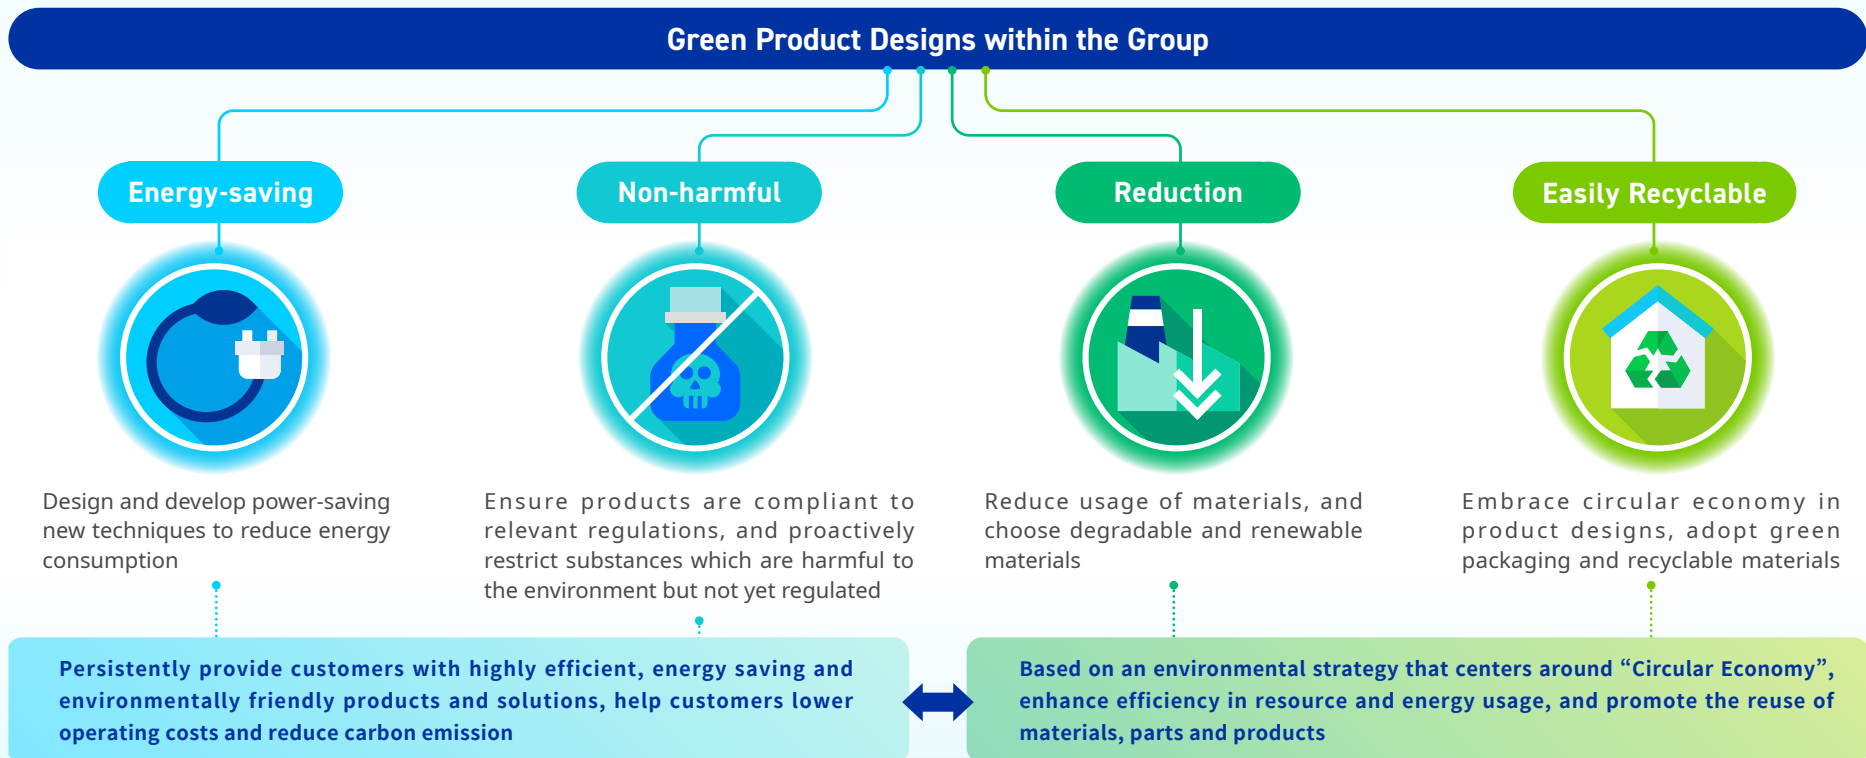 Green Product Designs within the Group
Energy-saving
Non-harmful
Reduction
Easily Recyclable
Design and develop power-saving
new techniques to reduce energy
consumption
Ensure products are compliant to
relevant regulations, and proactively
restrict substances which are harmful to
the environment but not yet regulated
Reduce usage of materials, and
choose degradable and renewable
materials
Embrace circular economy in
product designs, adopt green
packaging and recyclable materials
Persistently provide customers with highly efficient, energy saving and
environmentally friendly products and solutions, help customers lower
operating costs and reduce carbon emission
Based on an environmental strategy that centers around “Circular Economy”,
enhance efficiency in resource and energy usage, and promote the reuse of
materials, parts and products